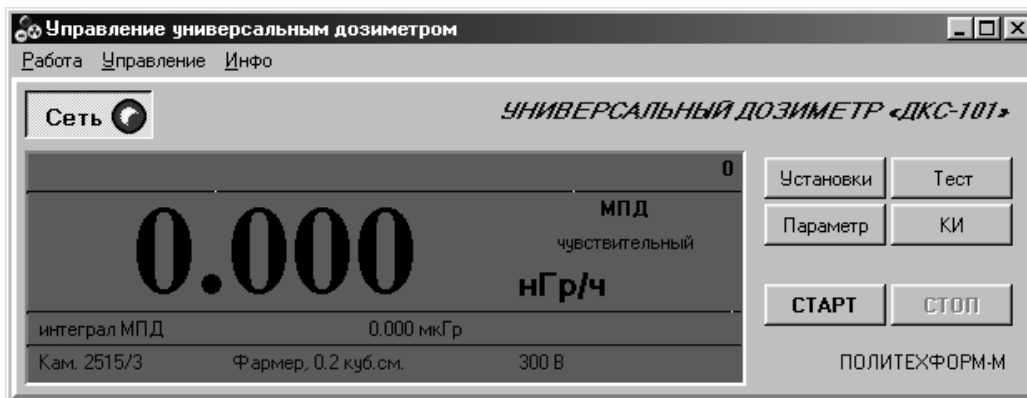 Управление универсальным дозиметром
Работа Управление Инфо
Сеть
УНИВЕРСАЛЬНЫЙ ДОЗИМЕТР «ДКС-101»
0
0.000
МПД
чувствительный
нГр/ч
интеграл МПД 0.000 мкГр
Кам. 2515/3 Фармер, 0.2 куб.см. 300 В
Установки Тест
Параметр КИ
СТАРТ СТОП
ПОЛИТЕХФОРМ-М